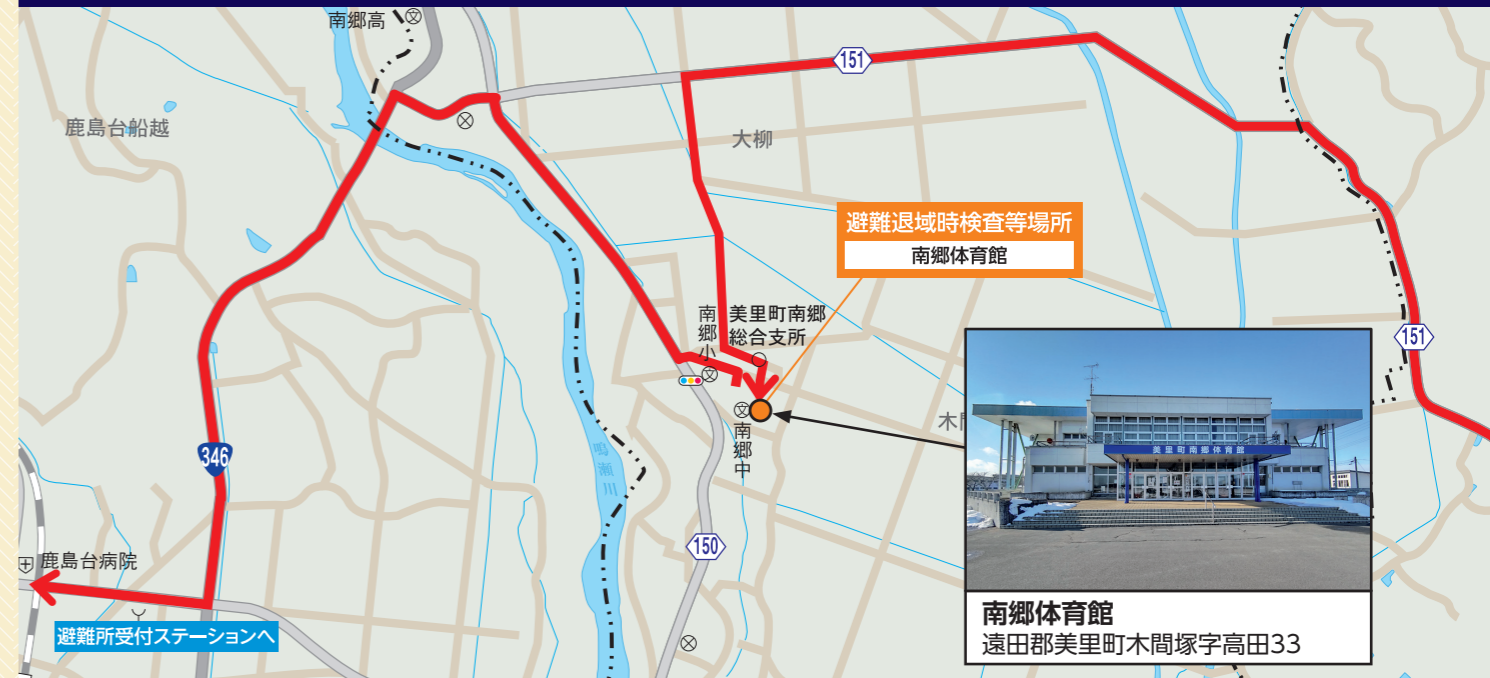 南郷高
151
鹿島台船越
大柳
避難退域時検査等場所
南郷体育館
南郷小
美里町南郷
総合支所
151
南郷中
木間
鳴瀬川
346
美里町南郷体育館
150
鹿島台病院
避難所受付ステーションへ
南郷体育館
遠田郡美里町木間塚字高田33